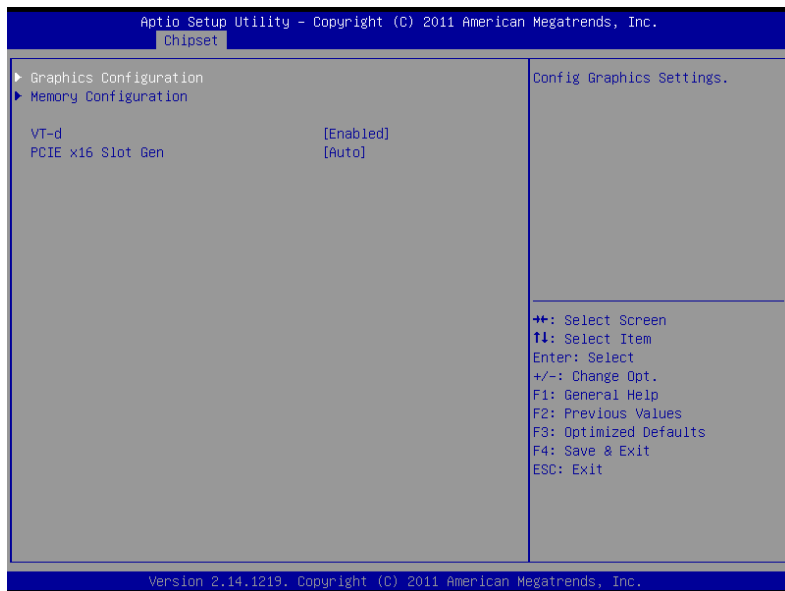 Aptio Setup Utility – Copyright (C) 2011 American Megatrends, Inc.
Chipset
▶ Graphics Configuration
▶ Memory Configuration
VT-d [Enabled]
PCIE x16 Slot Gen [Auto]
Config Graphics Settings.
→←: Select Screen
↑↓: Select Item
Enter: Select
+/-: Change Opt.
F1: General Help
F2: Previous Values
F3: Optimized Defaults
F4: Save & Exit
ESC: Exit
Version 2.14.1219. Copyright (C) 2011 American Megatrends, Inc.